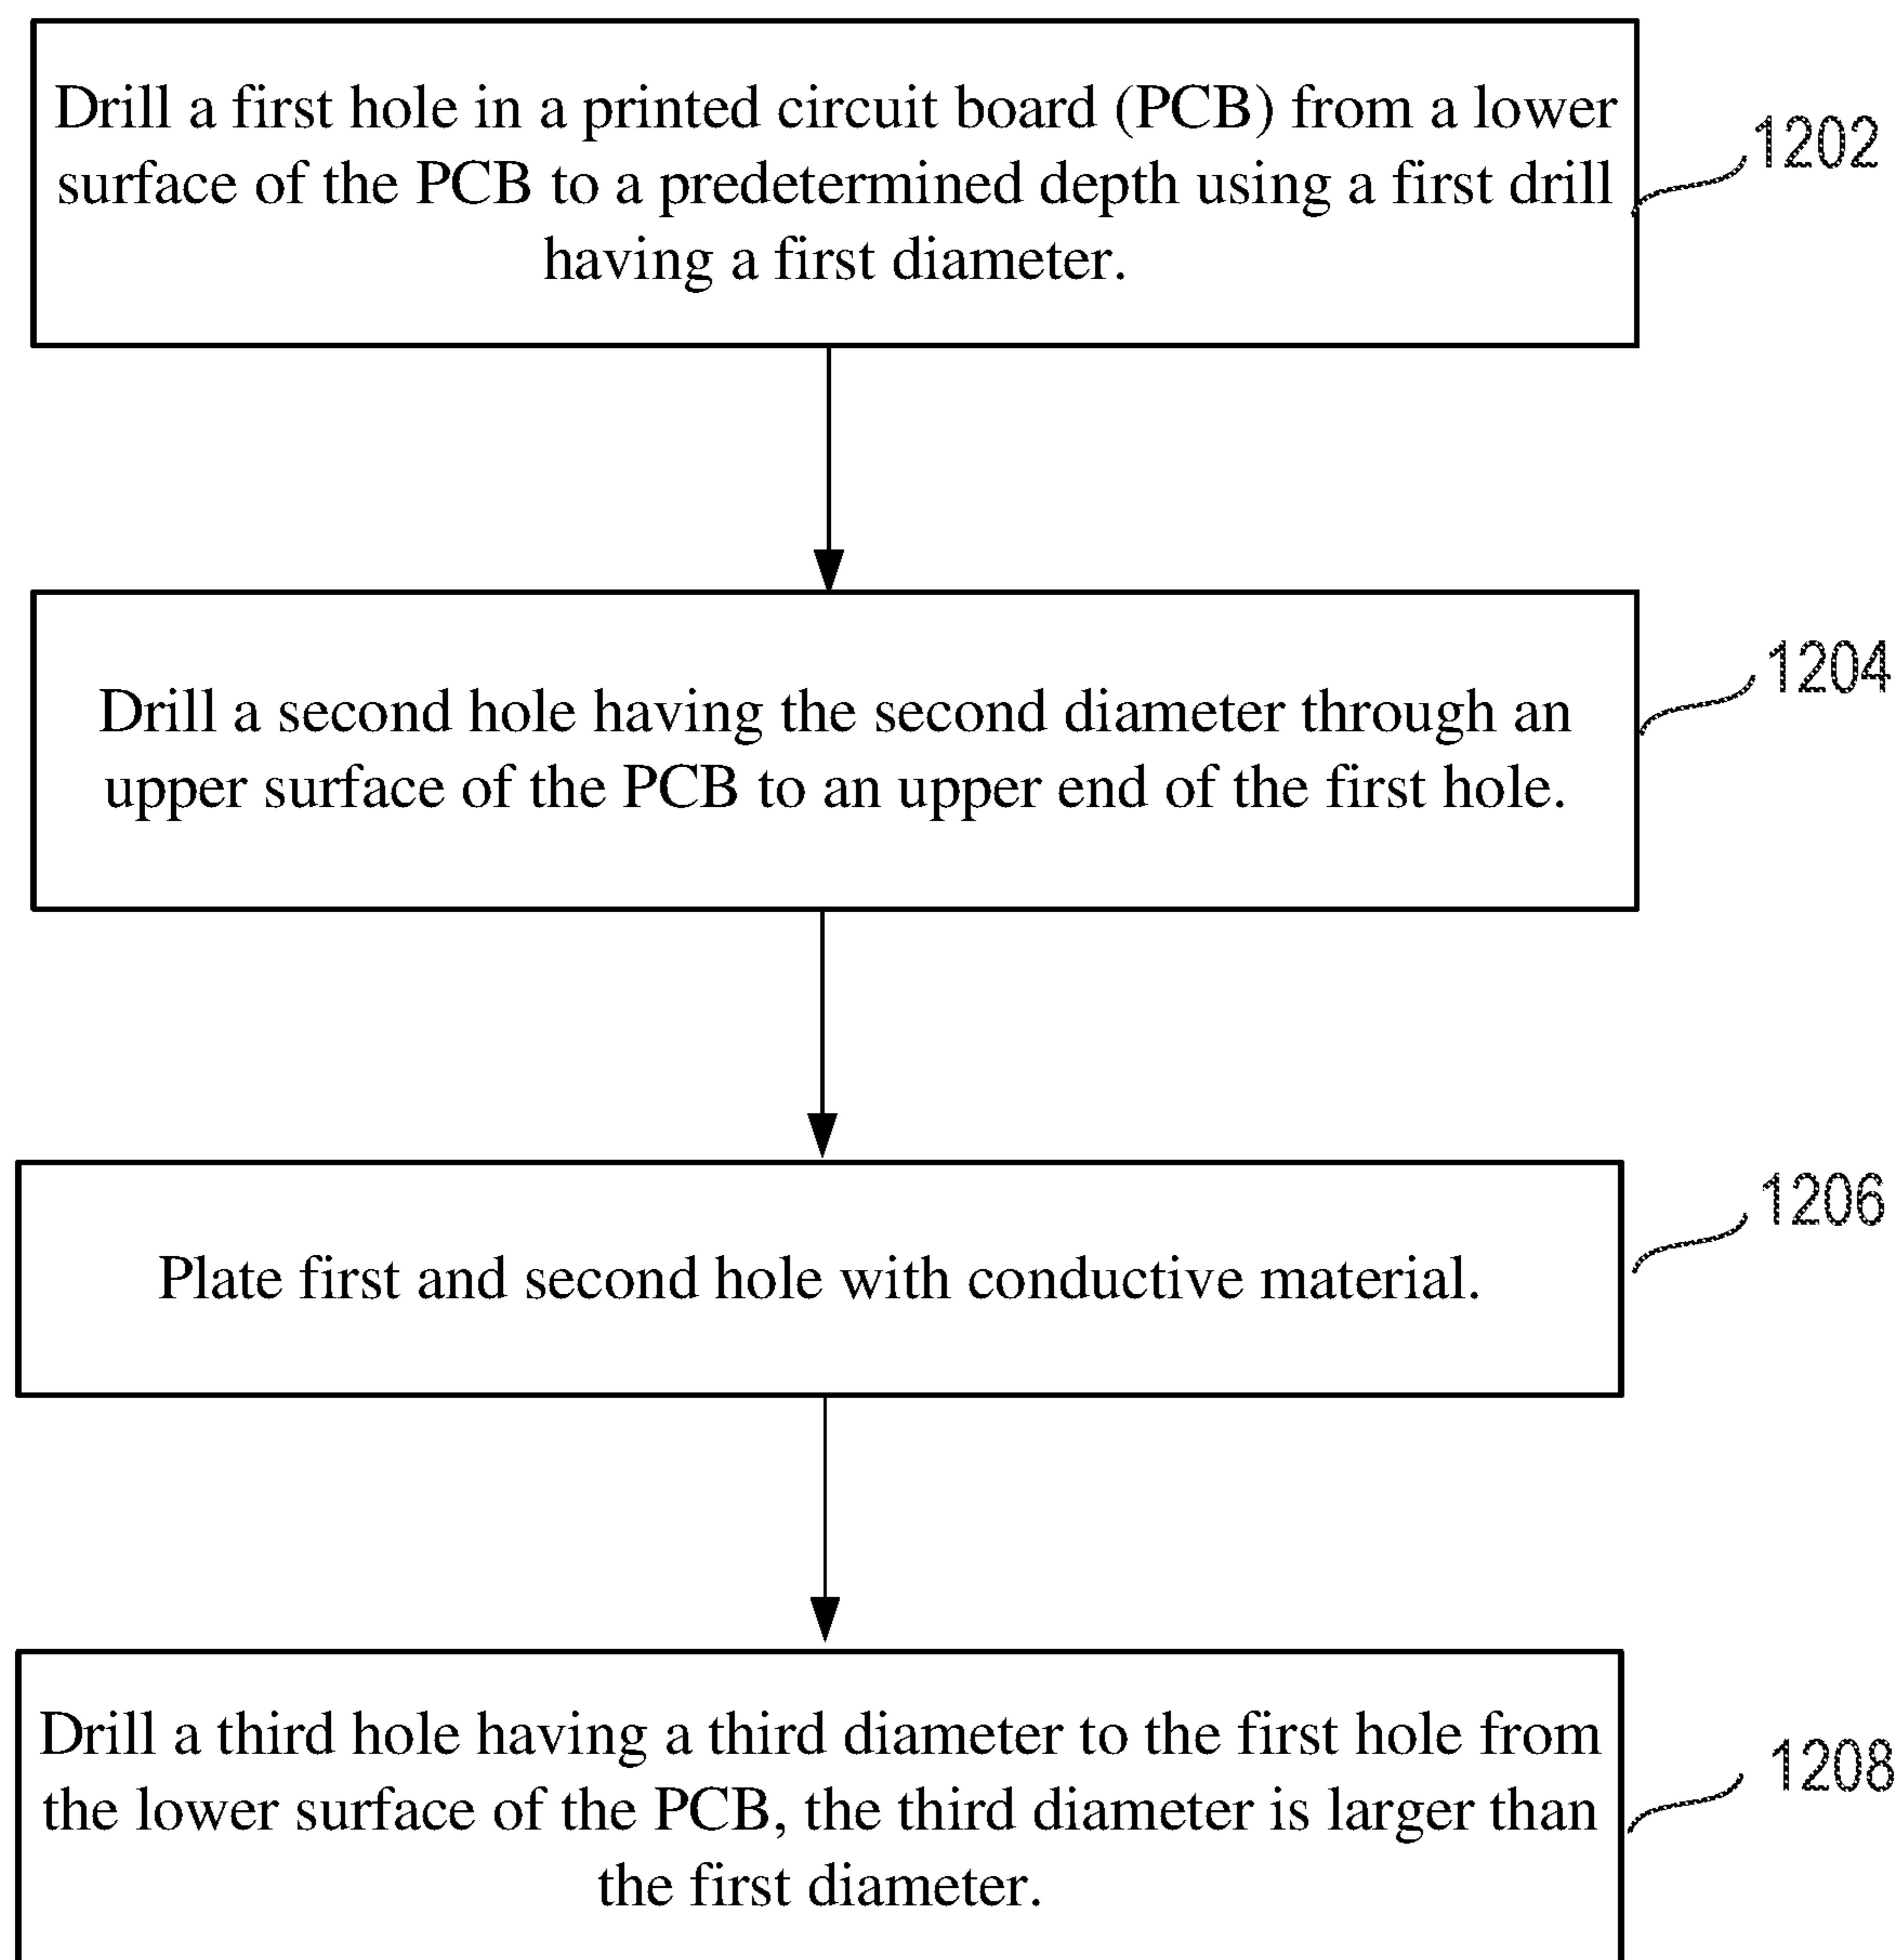 Drill a first hole in a printed circuit board (PCB) from a lower
surface of the PCB to a predetermined depth using a first drill
having a first diameter.
1202
Drill a second hole having the second diameter through an
upper surface of the PCB to an upper end of the first hole.
1204
Plate first and second hole with conductive material.
1206
Drill a third hole having a third diameter to the first hole from
the lower surface of the PCB, the third diameter is larger than
the first diameter.
1208